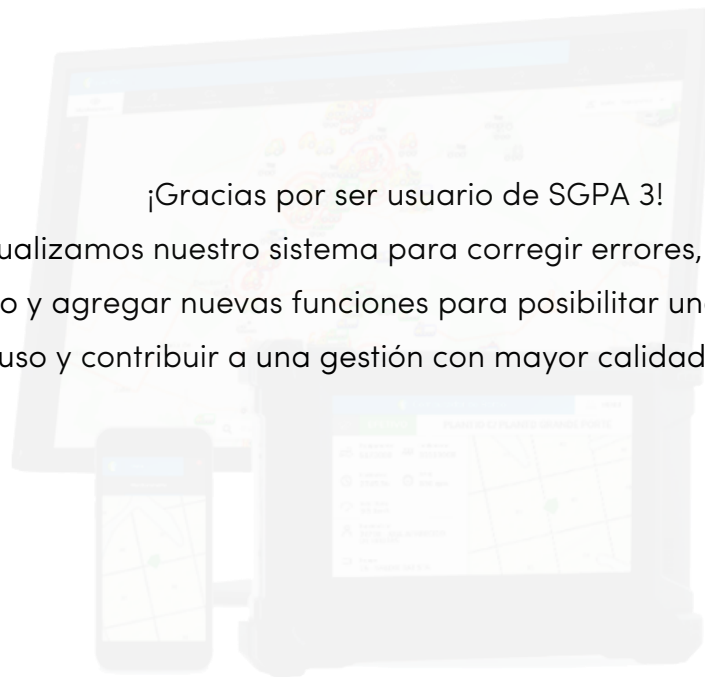 ¡Gracias por ser usuario de SGPA 3!
ualizamos nuestro sistema para corregir errores,
o y agregar nuevas funciones para posibilitar un
uso y contribuir a una gestión con mayor calidad